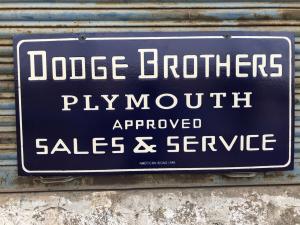 DODGE BROTHERS
PLYMOUTH
APPROVED
SALES & SERVICE